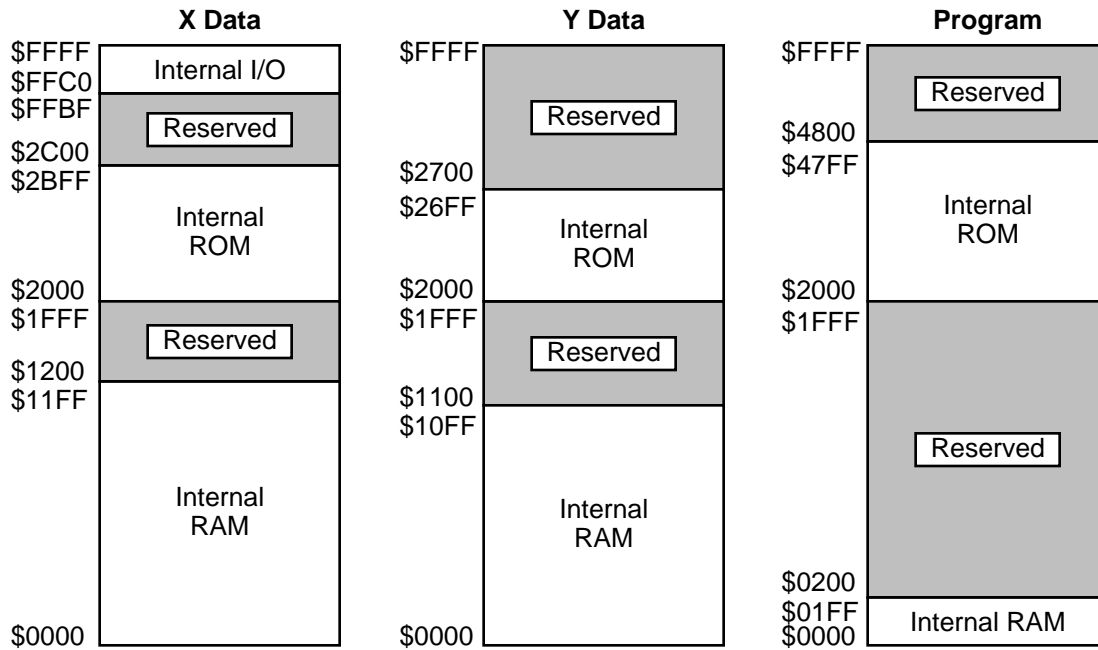 X Data
$FFFF
Internal I/O
$FFC0
$FFBF
Reserved
$2C00
$2BFF
Internal
ROM
$2000
$1FFF
Reserved
$1200
$11FF
Internal
RAM
$0000
Y Data
$FFFF
Reserved
$2700
$26FF
Internal
ROM
$2000
$1FFF
Reserved
$1100
$10FF
Internal
RAM
$0000
Program
$FFFF
Reserved
$4800
$47FF
Internal
ROM
$2000
$1FFF
Reserved
$0200
$01FF
Internal RAM
$0000